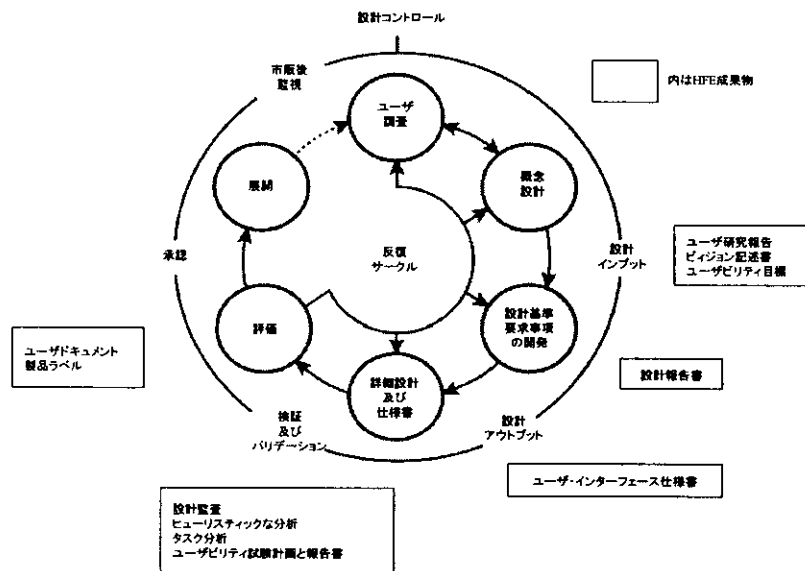 設計コントロール
市販後
監視
内はHFE成果物
ユーザ
調査
展開
概念
設計
反復
サークル
承認
設計
インプット
ユーザ研究報告
ビィジョン記述書
ユーザビリティ目標
評価
設計基準
要求事項
の開発
ユーザドキュメント
製品ラベル
詳細設計
及び
仕様書
設計報告書
検証
及び
バリデーション
設計
アウトプット
ユーザ・インターフェース仕様書
設計監査
ヒューリスティックな分析
タスク分析
ユーザビリティ試験計画と報告書